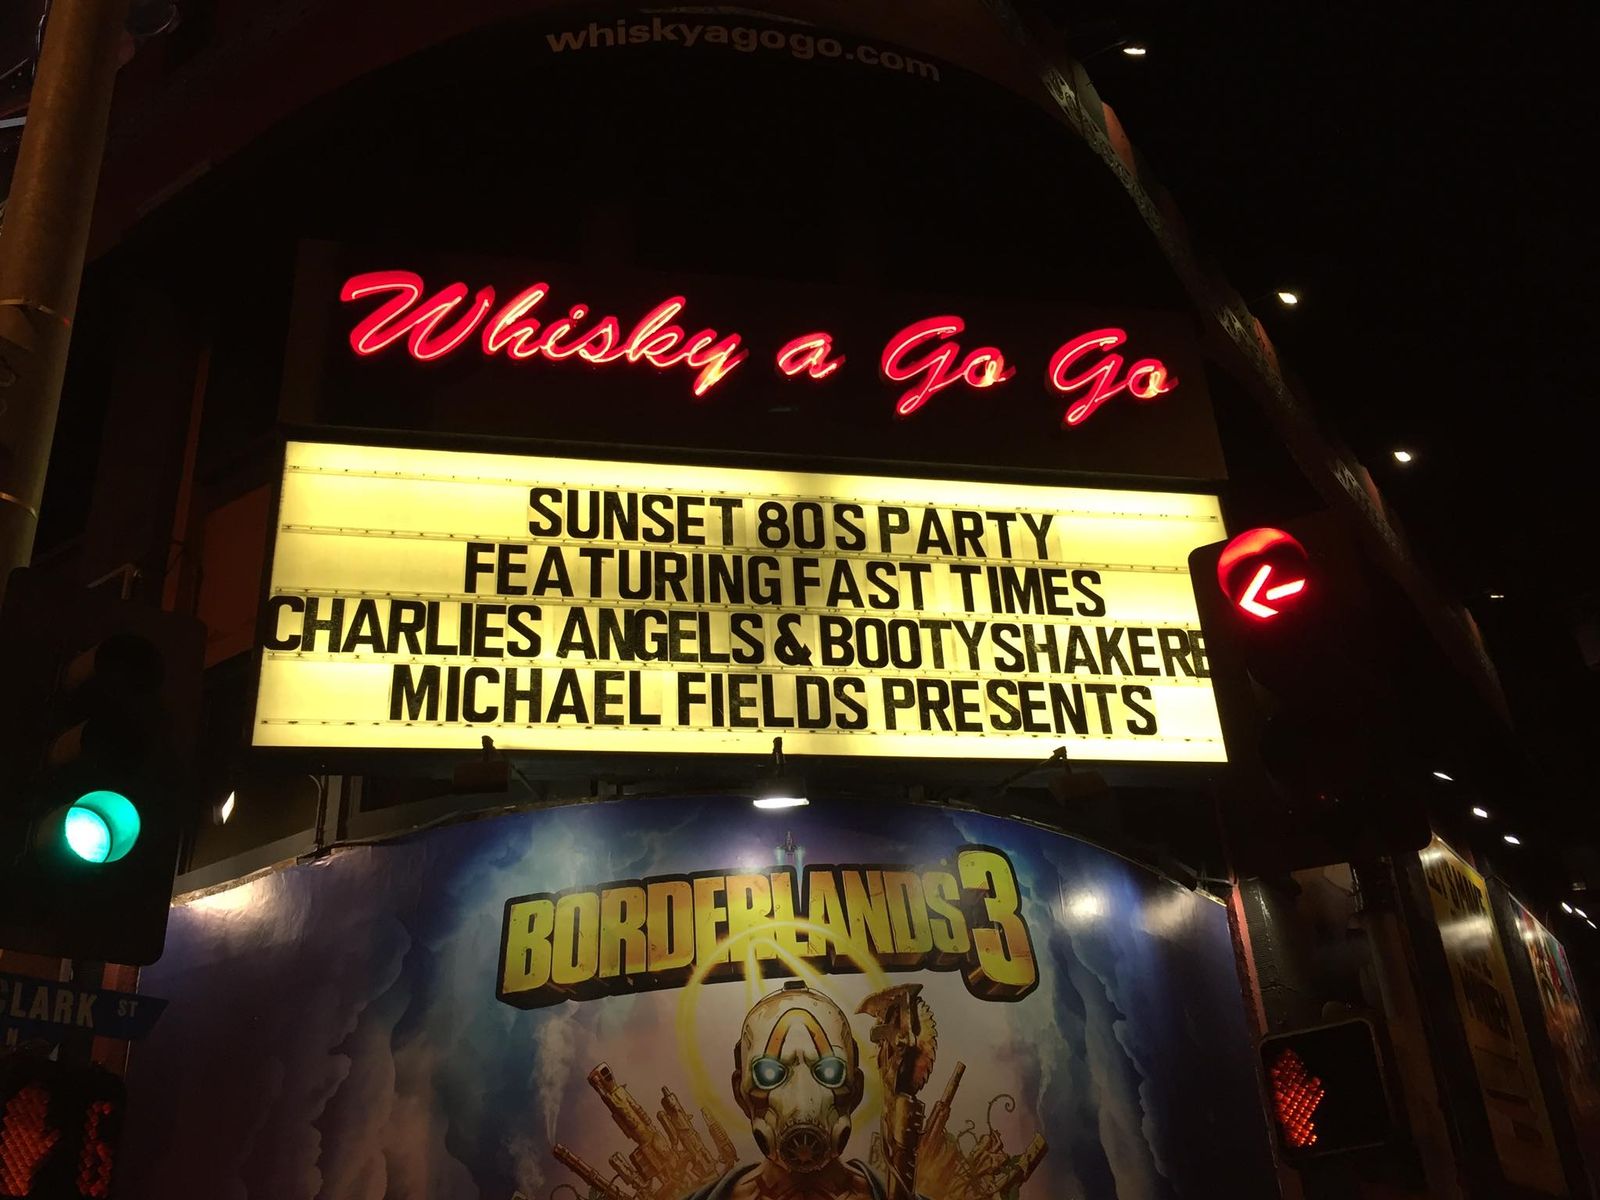 whiskyagogo.com
Whisky a Go Go
SUNSET 80S PARTY
FEATURING FAST TIMES
CHARLIES ANGELS & BOOTYSHAKERE
MICHAEL FIELDS PRESENTS
BORDERLANDS 3
CLARK ST
N